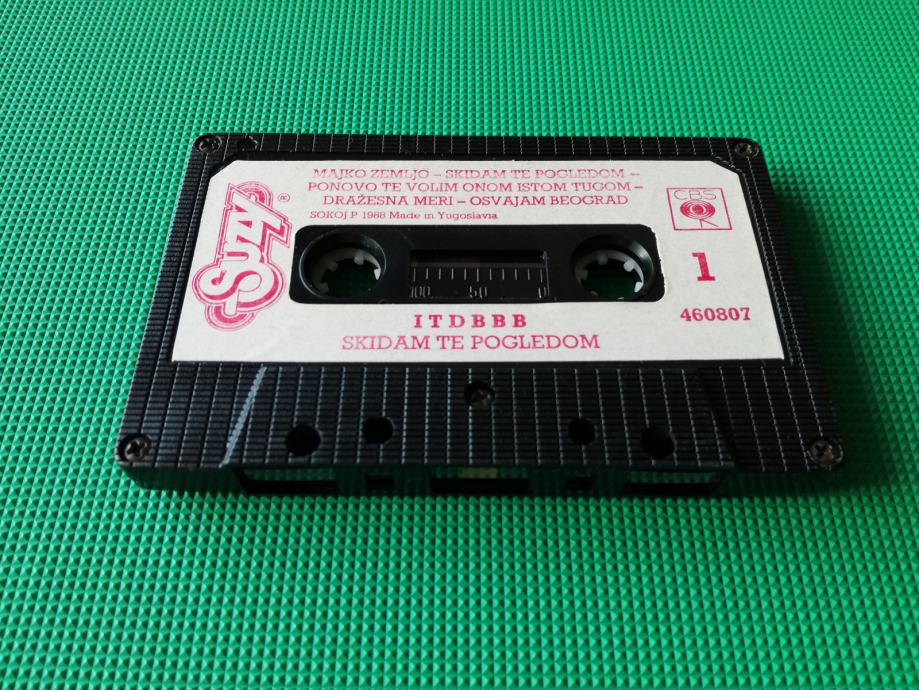 MAJKO ZEMLJO – SKIDAM TE POGLEDOM –
PONOVO TE VOLIM ONOM ISTOM TUGOM –
DRAŽESNA MERI – OSVAJAM BEOGRAD
SOKOJ P 1988 Made in Yugoslavia
Suzy®
CBS
1
100 50 0
ITDBBB
460807
SKIDAM TE POGLEDOM